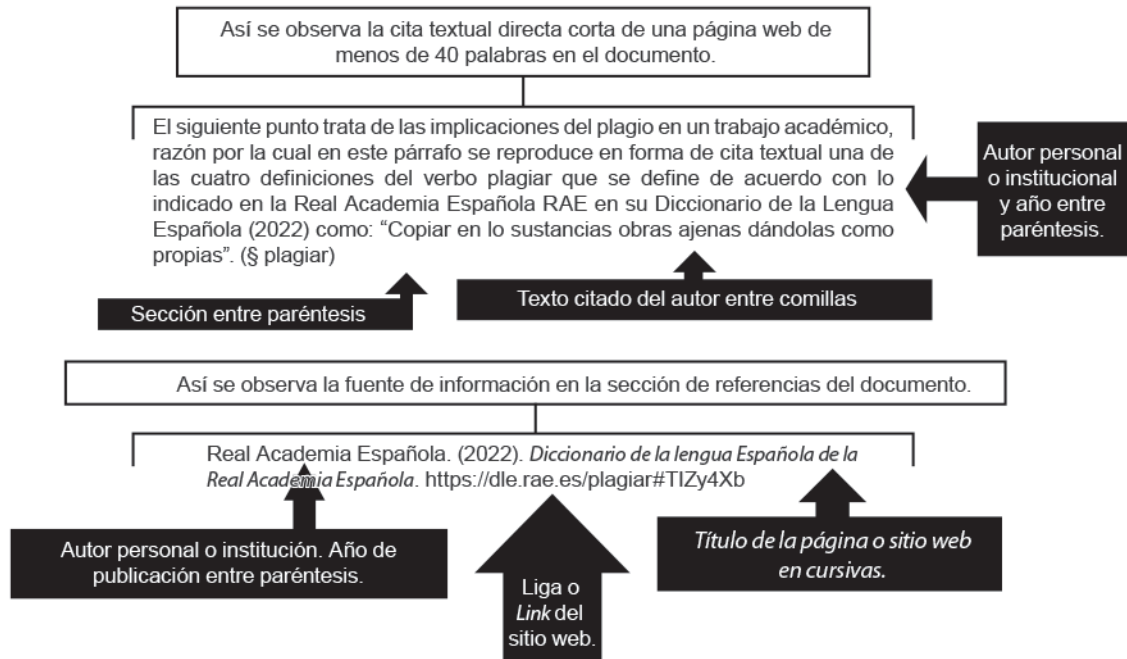 Así se observa la cita textual directa corta de una página web de
menos de 40 palabras en el documento.
El siguiente punto trata de las implicaciones del plagio en un trabajo académico,
razón por la cual en este párrafo se reproduce en forma de cita textual una de
las cuatro definiciones del verbo plagiar que se define de acuerdo con lo
indicado en la Real Academia Española RAE en su Diccionario de la Lengua
Española (2022) como: “Copiar en lo sustancias obras ajenas dándolas como
propias”. (§ plagiar)
Autor personal
o institucional
y año entre
paréntesis.
Sección entre paréntesis
Texto citado del autor entre comillas
Así se observa la fuente de información en la sección de referencias del documento.
Real Academia Española. (2022). Diccionario de la lengua Española de la
Real Academia Española. https://dle.rae.es/plagiar#TIZy4Xb
Autor personal o institución. Año de
publicación entre paréntesis.
Liga o
Link del
sitio web.
Título de la página o sitio web
en cursivas.